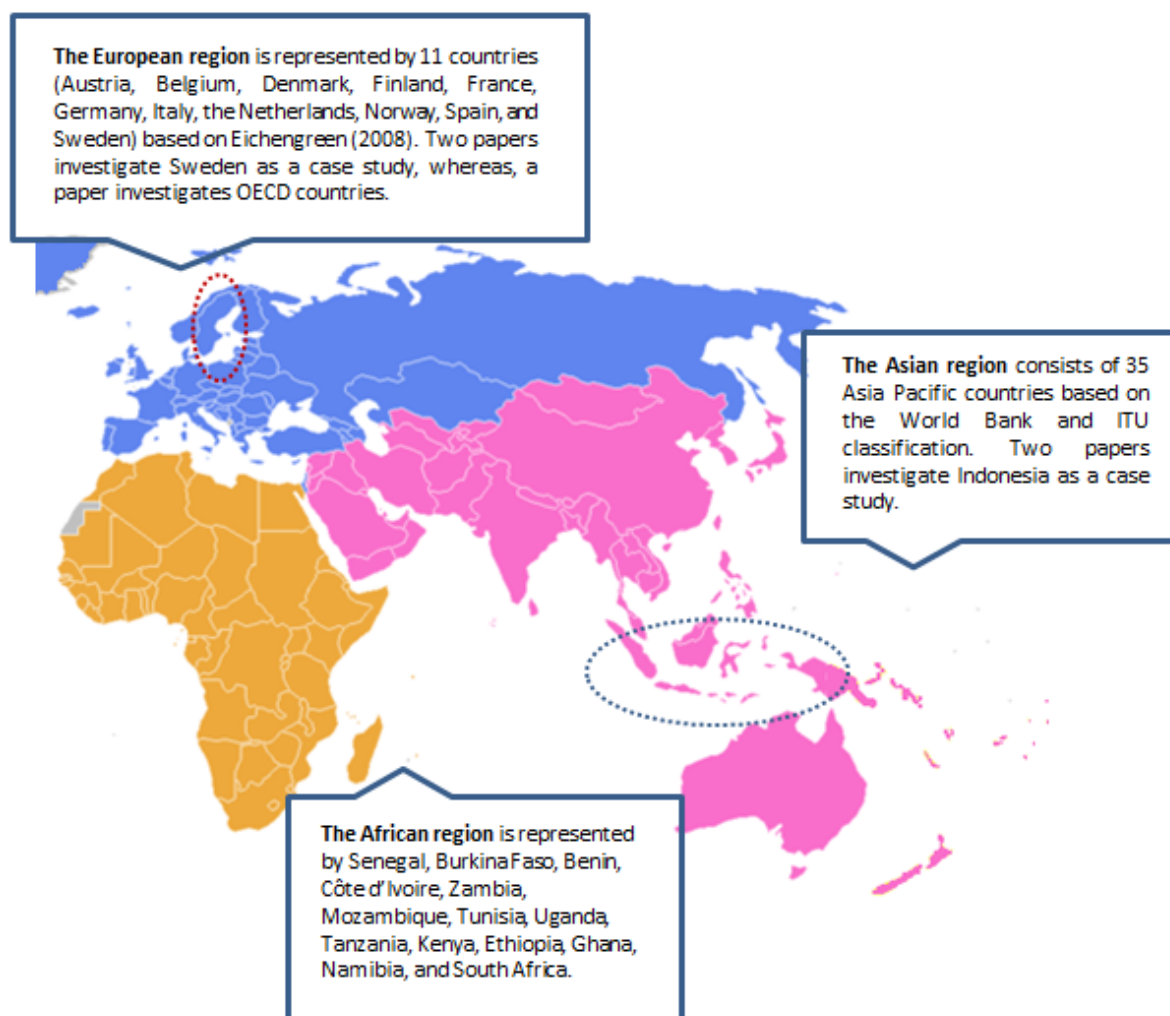 The European region is represented by 11 countries
(Austria, Belgium, Denmark, Finland, France,
Germany, Italy, the Netherlands, Norway, Spain, and
Sweden) based on Eichengreen (2008). Two papers
investigate Sweden as a case study, whereas, a
paper investigates OECD countries.
The Asian region consists of 35
Asia Pacific countries based on
the World Bank and ITU
classification. Two papers
investigate Indonesia as a case
study.
The African region is represented
by Senegal, Burkina Faso, Benin,
Côte d'Ivoire, Zambia,
Mozambique, Tunisia, Uganda,
Tanzania, Kenya, Ethiopia, Ghana,
Namibia, and South Africa.